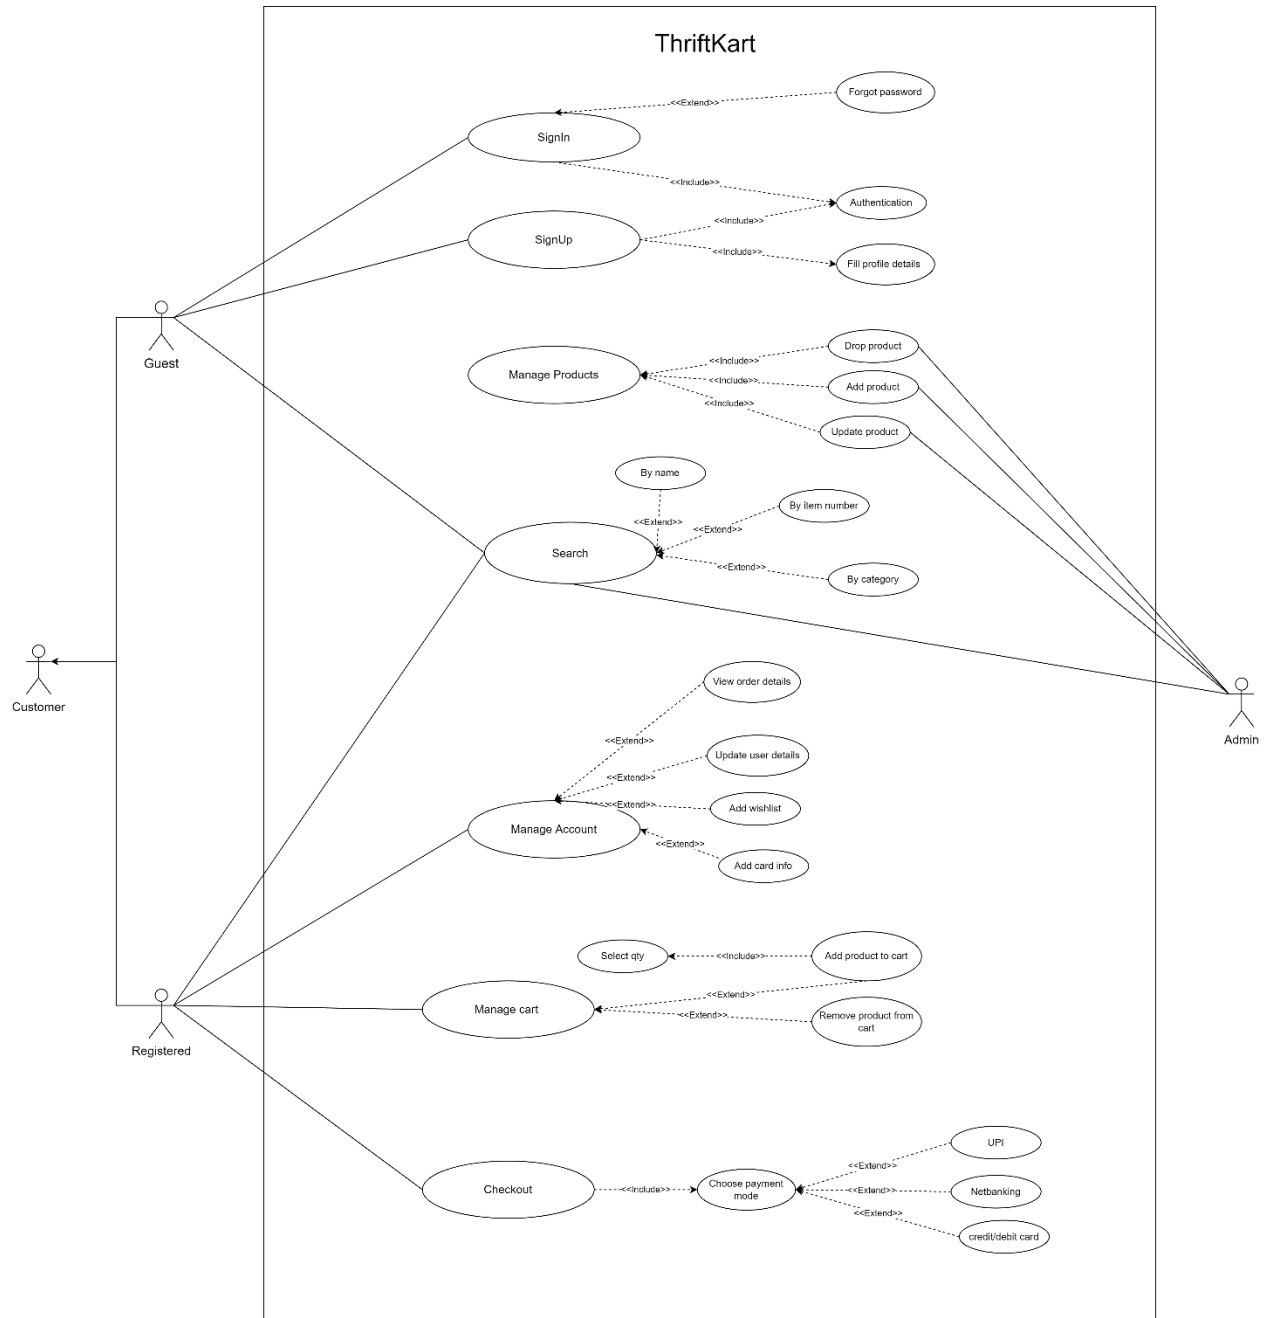 ThriftKart
Forgot password
<<Extend>>
SignIn
<<Include>>
Authentication
<<Include>>
SignUp
<<Include>>
Fill profile details
Guest
Drop product
<<Include>>
Manage Products
<<Include>>
Add product
<<Include>>
Update product
By name
By item number
<<Extend>>
<<Extend>>
Search
<<Extend>>
By category
Customer
View order details
Admin
<<Extend>>
Update user details
<<Extend>>
<<Extend>>
Add wishlist
Manage Account
<<Extend>>
Add card info
Select qty
<<Include>>
Add product to cart
<<Extend>>
Manage cart
<<Extend>>
Remove product from
cart
Registered
UPI
<<Extend>>
Checkout
<<Include>>
Choose payment
mode
<<Extend>>
Netbanking
<<Extend>>
credit/debit card